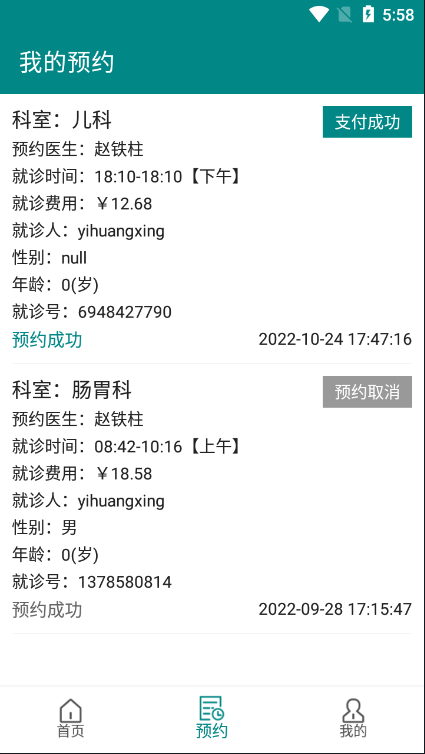 5:58
我的预约
科室：儿科 支付成功
预约医生：赵铁柱
就诊时间：18:10-18:10【下午】
就诊费用：￥12.68
就诊人：yihuangxing
性别：null
年龄：0(岁)
就诊号：6948427790
预约成功 2022-10-24 17:47:16
科室：肠胃科 预约取消
预约医生：赵铁柱
就诊时间：08:42-10:16【上午】
就诊费用：￥18.58
就诊人：yihuangxing
性别：男
年龄：0(岁)
就诊号：1378580814
预约成功 2022-09-28 17:15:47
首页 预约 我的